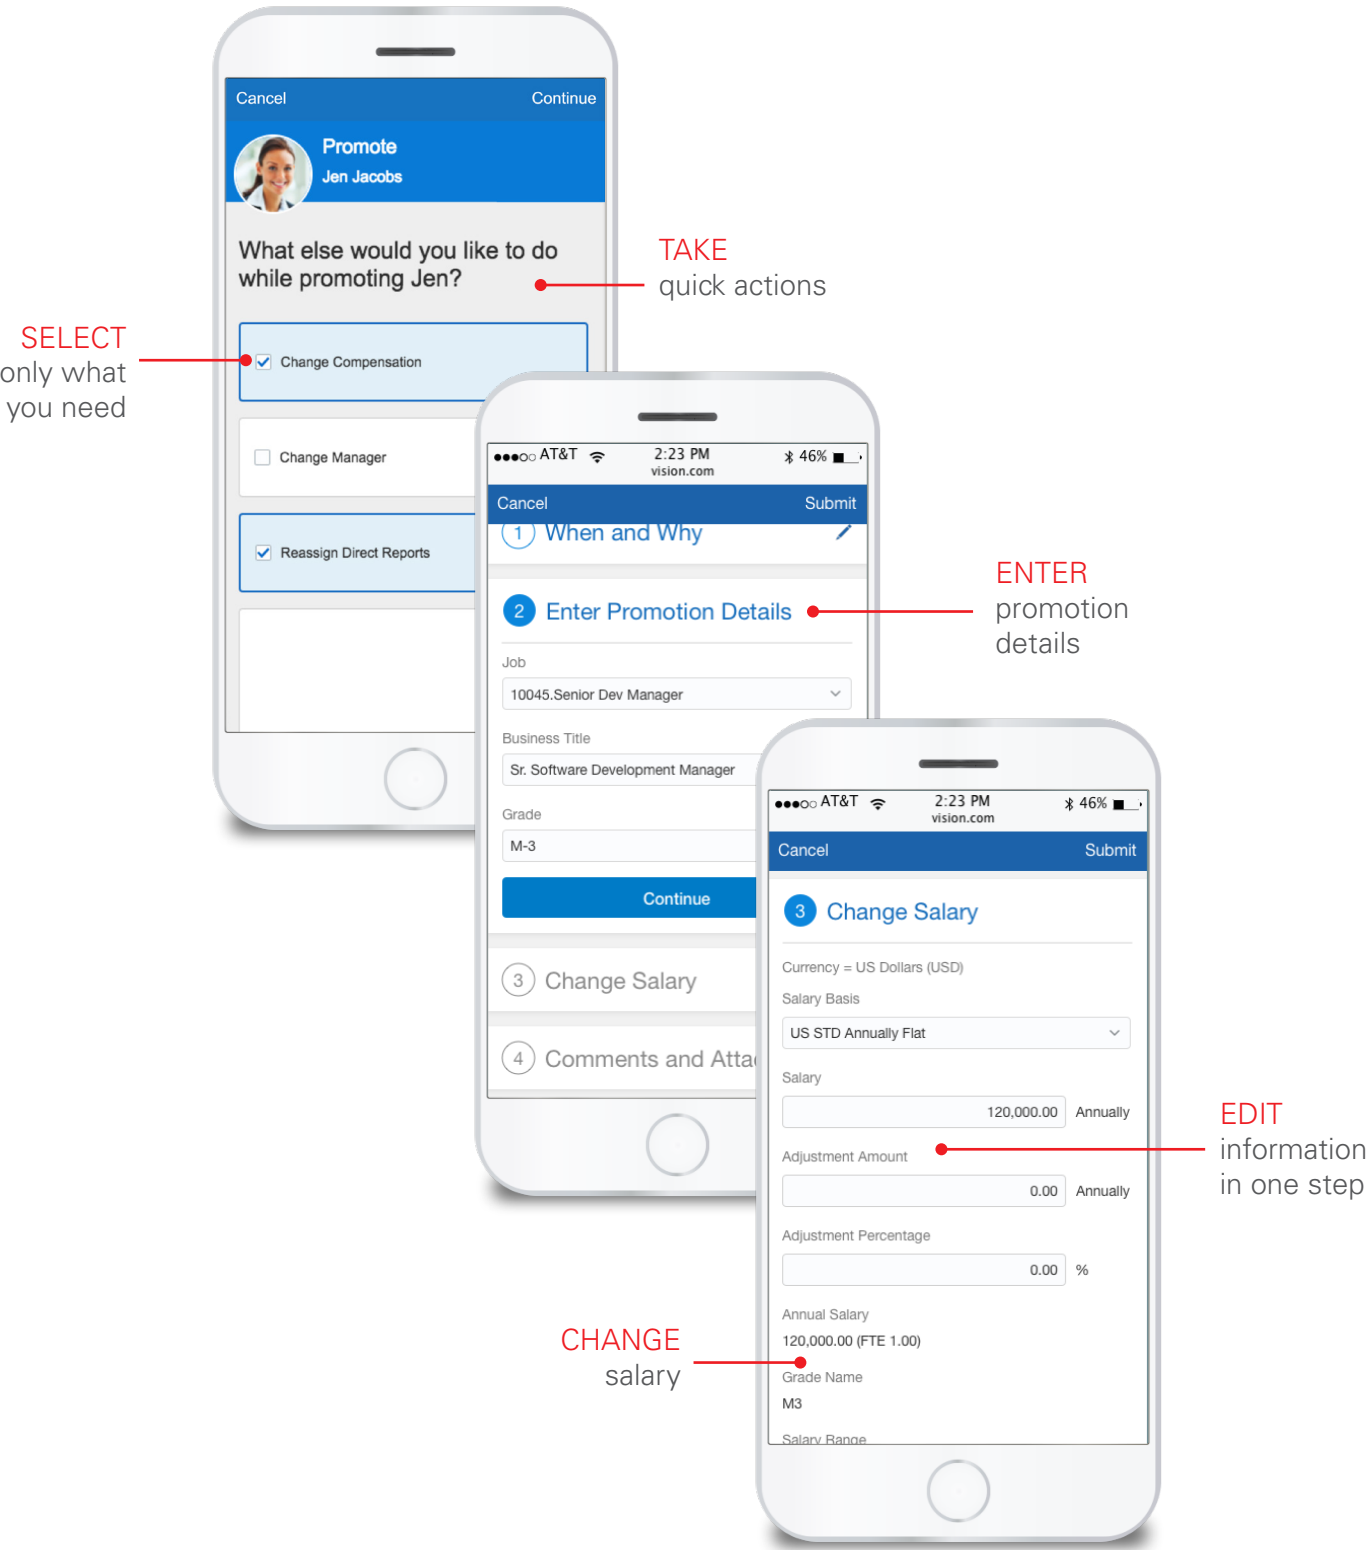 Cancel
Continue
Promote
Jen Jacobs
What else would you like to do
while promoting Jen?
TAKE
quick actions
SELECT
only what
you need
Change Compensation
Change Manager
Reassign Direct Reports
AT&T
2:23 PM
46%
vision.com
Cancel
Submit
1 When and Why
2 Enter Promotion Details
ENTER
promotion
details
Job
10045.Senior Dev Manager
Business Title
Sr. Software Development Manager
Grade
M-3
Continue
3 Change Salary
4 Comments and Atta
AT&T
2:23 PM
46%
vision.com
Cancel
Submit
3 Change Salary
Currency = US Dollars (USD)
Salary Basis
US STD Annually Flat
Salary
120,000.00 Annually
Adjustment Amount
0.00 Annually
EDIT
information
in one step
Adjustment Percentage
0.00 %
Annual Salary
120,000.00 (FTE 1.00)
CHANGE
salary
Grade Name
M3
Salary Range